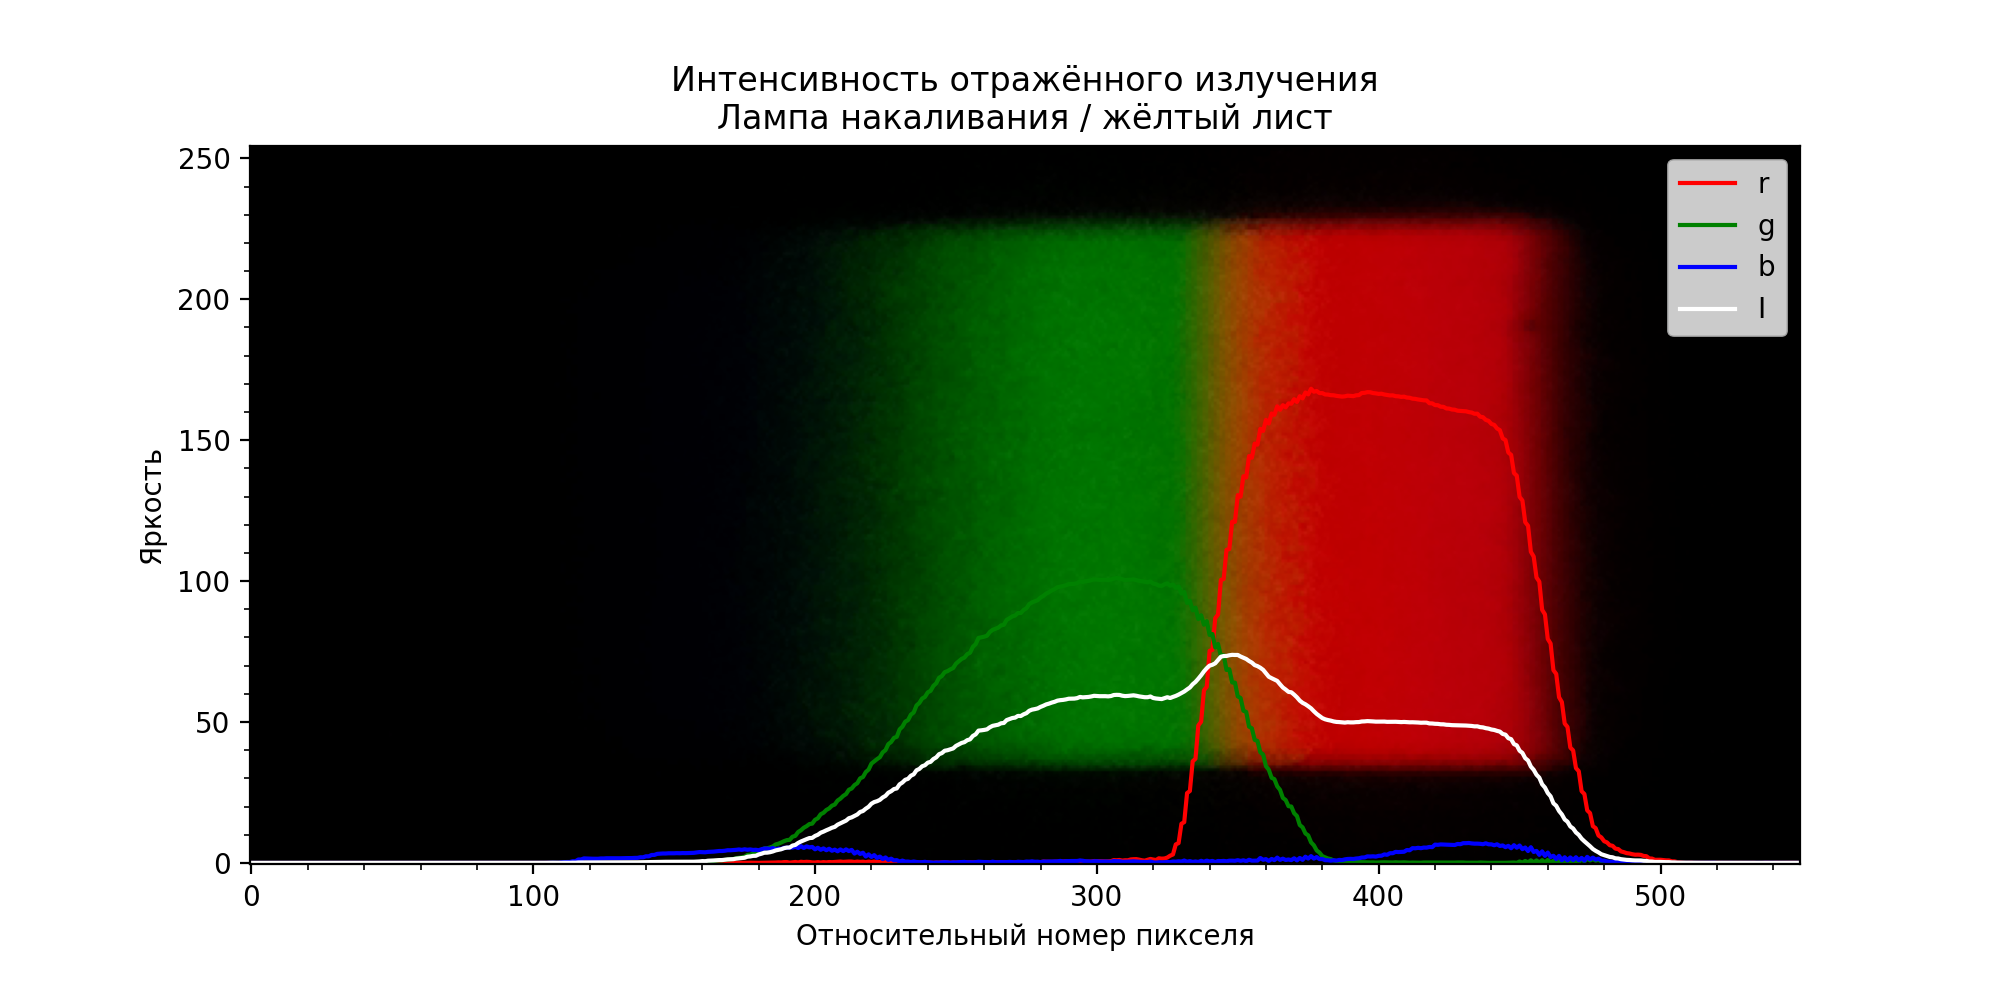 Интенсивность отражённого излучения
Лампа накаливания / жёлтый лист
250
200
150
100
50
0
Яркость
r
g
b
l
0 100 200 300 400 500
Относительный номер пикселя